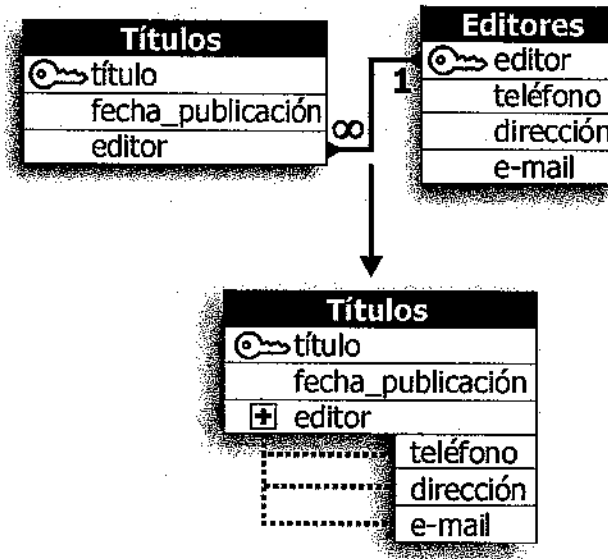 Títulos
título
fecha_publicación
editor
∞
1
Editores
editor
teléfono
dirección
e-mail
Títulos
título
fecha_publicación
+ editor
teléfono
dirección
e-mail